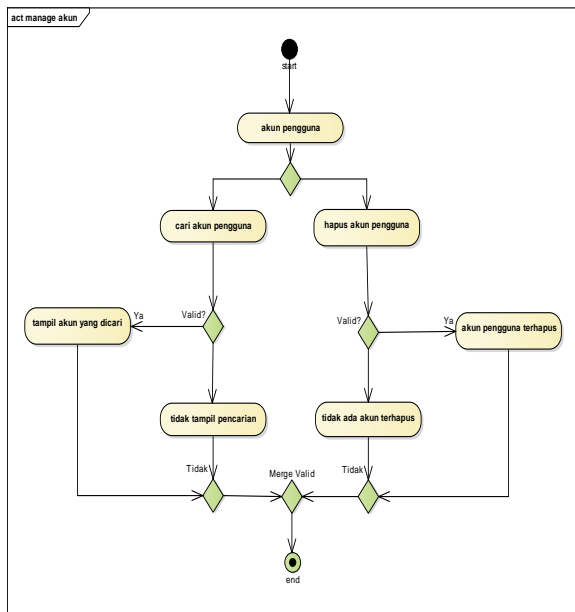 act manage akun
start
akun pengguna
cari akun pengguna
hapus akun pengguna
tampil akun yang dicari
Ya
Valid?
Valid?
Ya
akun pengguna terhapus
tidak tampil pencarian
tidak ada akun terhapus
Tidak
Merge Valid
Tidak
end